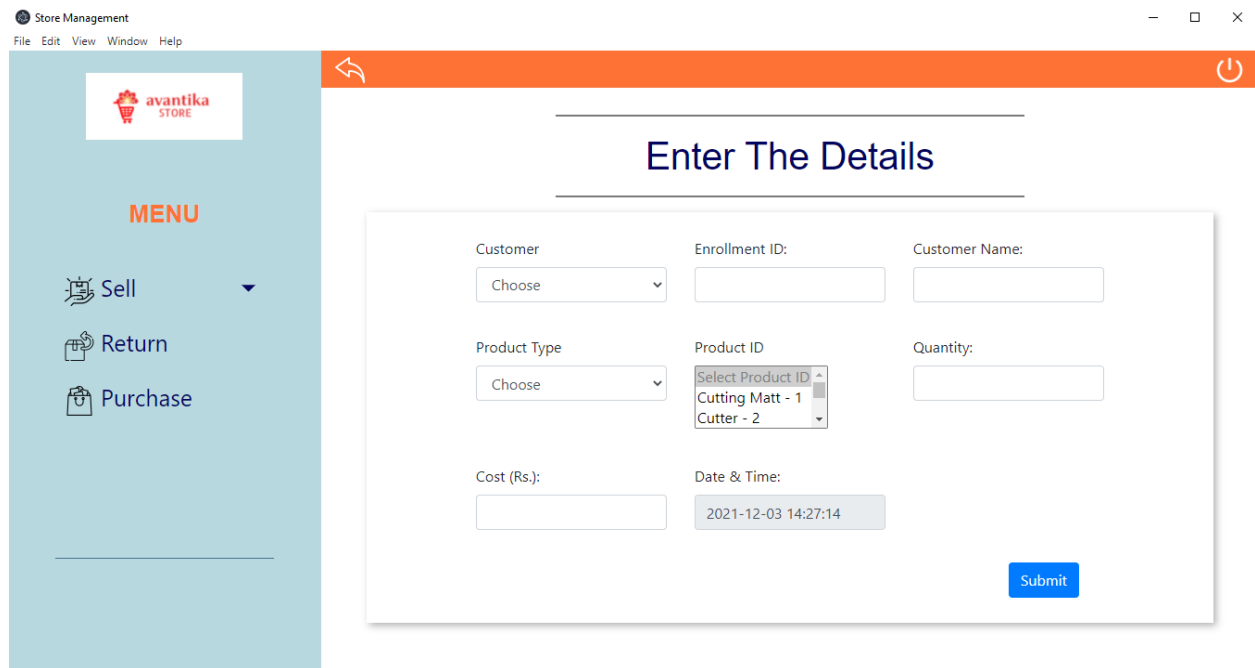 Store Management
File Edit View Window Help
avantika
STORE
MENU
Sell
Return
Purchase
Enter The Details
Customer Enrollment ID: Customer Name:
Choose
Product Type Product ID Quantity:
Choose Select Product ID
Cutting Matt - 1
Cutter - 2
Cost (Rs.): Date & Time:
2021-12-03 14:27:14
Submit